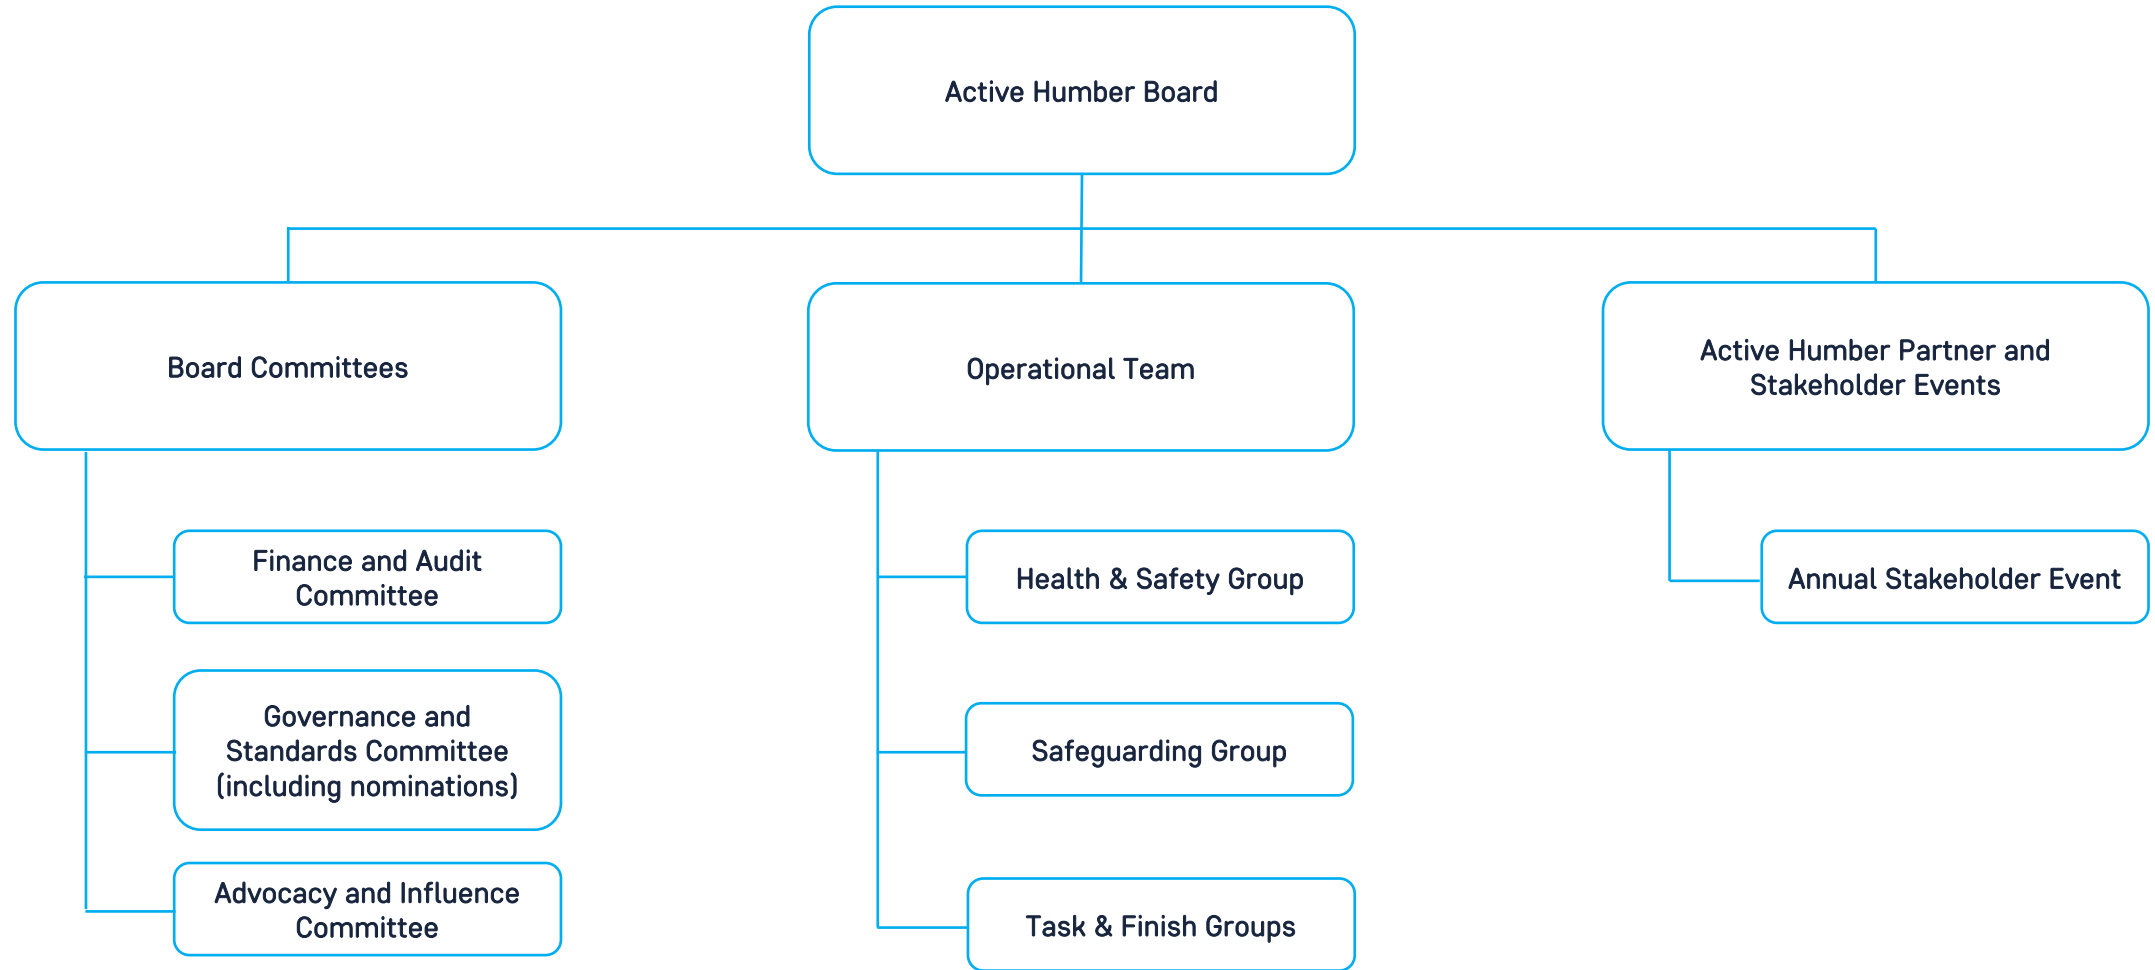 Active Humber Board
Board Committees
Operational Team
Active Humber Partner and
Stakeholder Events
Finance and Audit
Committee
Governance and
Standards Committee
(including nominations)
Advocacy and Influence
Committee
Health & Safety Group
Safeguarding Group
Task & Finish Groups
Annual Stakeholder Event